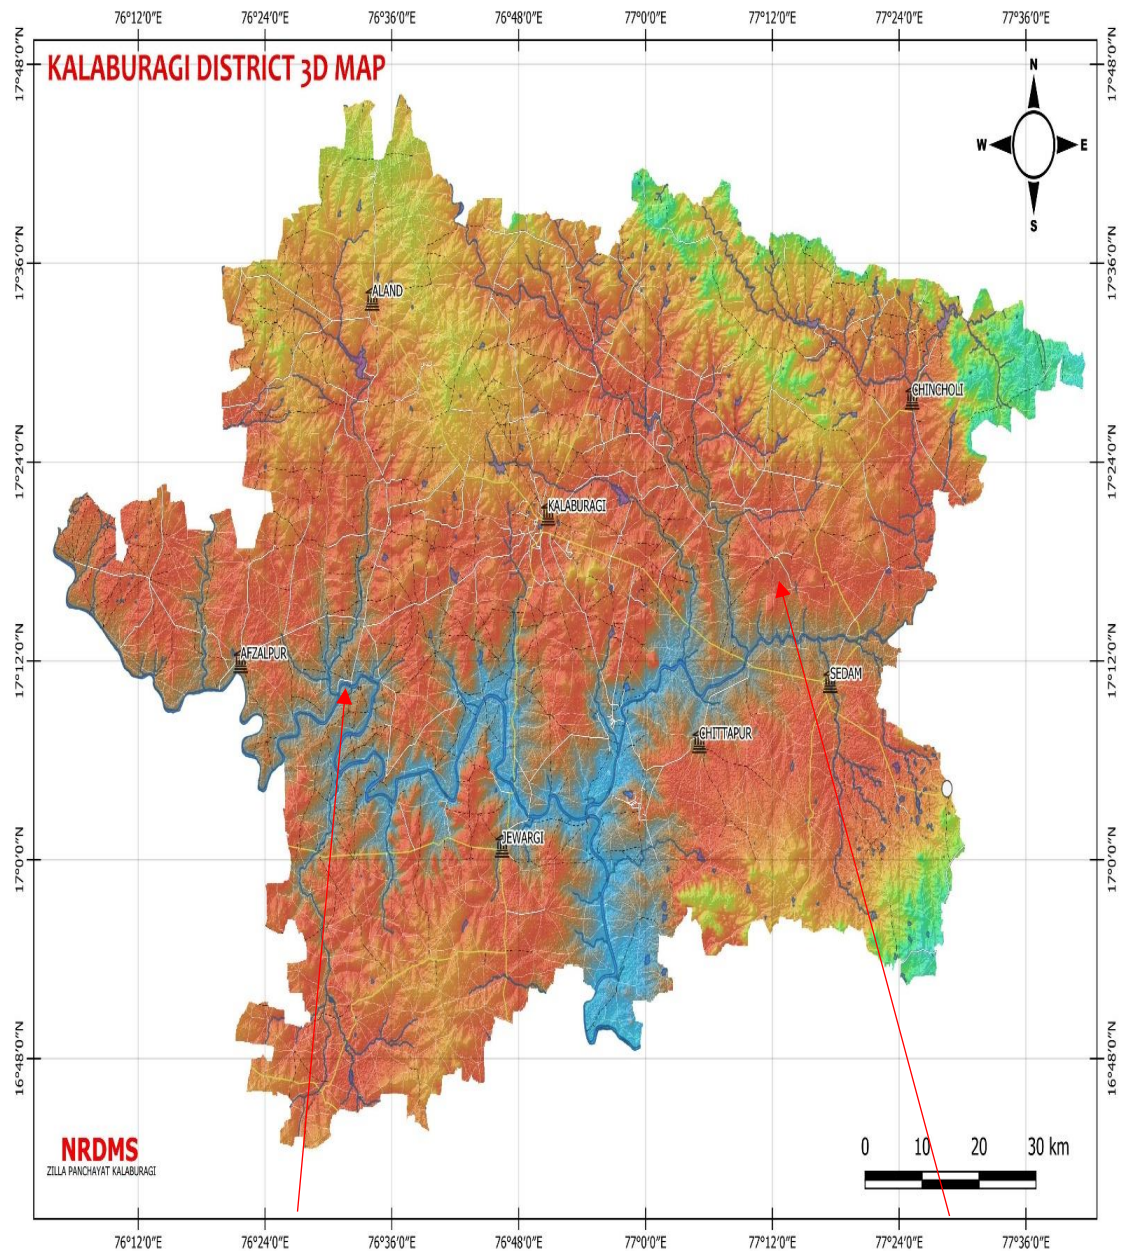 76°12'0"E 76°24'0"E 76°36'0"E 76°48'0"E 77°0'0"E 77°12'0"E 77°24'0"E 77°36'0"E
17°48'0"N 17°48'0"N
KALABURAGI DISTRICT 3D MAP
N
W E
S
17°36'0"N 17°36'0"N
ALAND
CHINCHOLI
17°24'0"N 17°24'0"N
KALABURAGI
17°12'0"N 17°12'0"N
AFZALPUR
SEDAM
CHITTAPUR
JEWARGI
17°0'0"N 17°0'0"N
16°48'0"N 16°48'0"N
NRDMS
ZILLA PANCHAYAT KALABURAGI
0 10 20 30 km
76°12'0"E 76°24'0"E 76°36'0"E 76°48'0"E 77°0'0"E 77°12'0"E 77°24'0"E 77°36'0"E